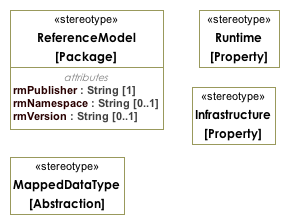 «stereotype»
ReferenceModel
[Package]
attributes
rmPublisher : String [1]
rmNamespace : String [0..1]
rmVersion : String [0..1]
«stereotype»
Runtime
[Property]
«stereotype»
Infrastructure
[Property]
«stereotype»
MappedDataType
[Abstraction]